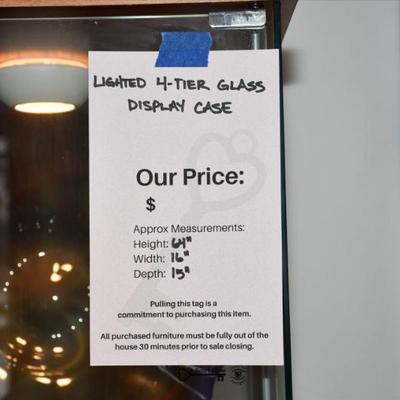 LIGHTED 4-TIER GLASS
DISPLAY CASE
Our Price:
$
Approx Measurements:
Height: 64"
Width: 16"
Depth: 15"
Pulling this tag is a
commitment to purchasing this item.
All purchased furniture must be fully out of the
house 30 minutes prior to sale closing.